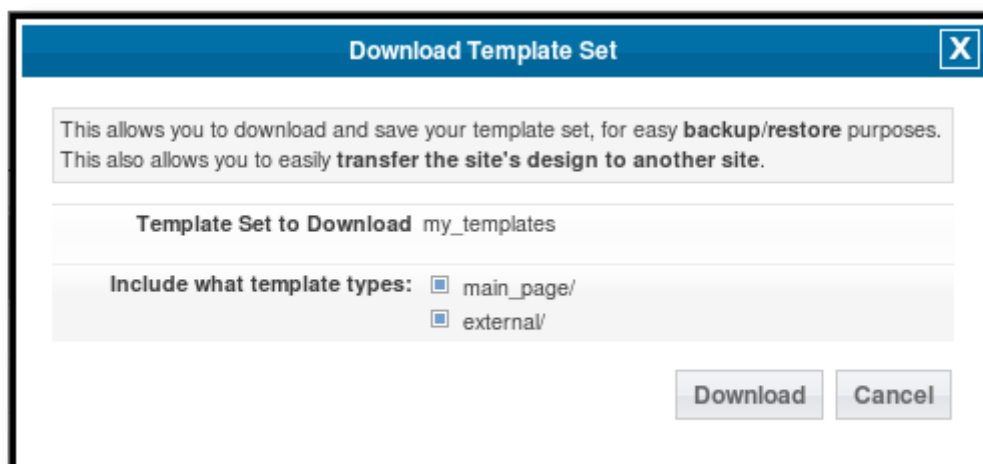 Download Template Set X
This allows you to download and save your template set, for easy backup/restore purposes.
This also allows you to easily transfer the site's design to another site.
Template Set to Download my_templates
Include what template types: main_page/
external/
Download Cancel